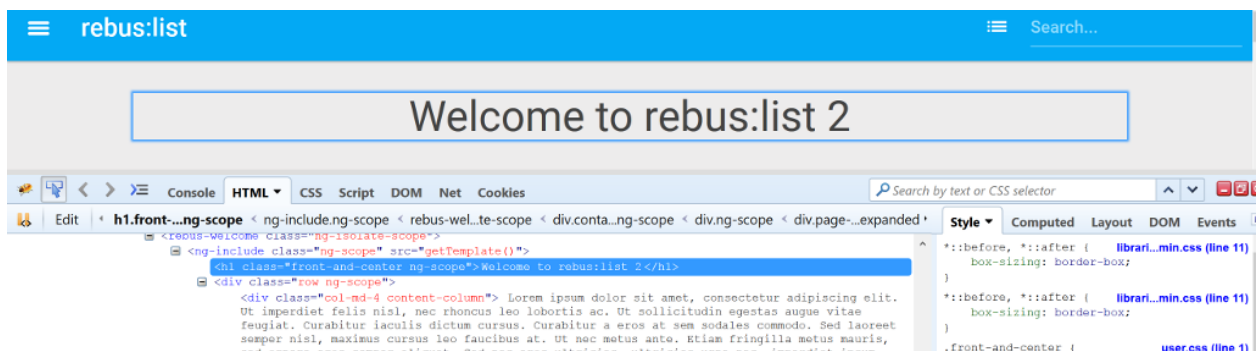 rebus:list
Search...
Welcome to rebus:list 2
Console HTML CSS Script DOM Net Cookies
Search by text or CSS selector
Edit h1.front-...ng-scope < ng-include.ng-scope < rebus-wel...te-scope < div.conta...ng-scope < div.ng-scope < div.page-...expanded
Style Computed Layout DOM Events
<rebus-welcome class="ng-isolate-scope">
<ng-include class="ng-scope" src="getTemplate()">
<h1 class="front-and-center ng-scope">Welcome to rebus:list 2</h1>
<div class="row ng-scope">
<div class="col-md-4 content-column"> Lorem ipsum dolor sit amet, consectetur adipiscing elit.
Ut imperdiet felis nisl, nec rhoncus leo lobortis ac. Ut sollicitudin egestas augue vitae
feugiat. Curabitur iaculis dictum cursus. Curabitur a eros at sem sodales commodo. Sed laoreet
semper nisl, maximus cursus leo faucibus at. Ut nec metus ante. Etiam fringilla metus mauris,
*::before, *::after { librari...min.css (line 11)
box-sizing: border-box;
}
*::before, *::after { librari...min.css (line 11)
box-sizing: border-box;
}
.front-and-center { user.css (line 1)